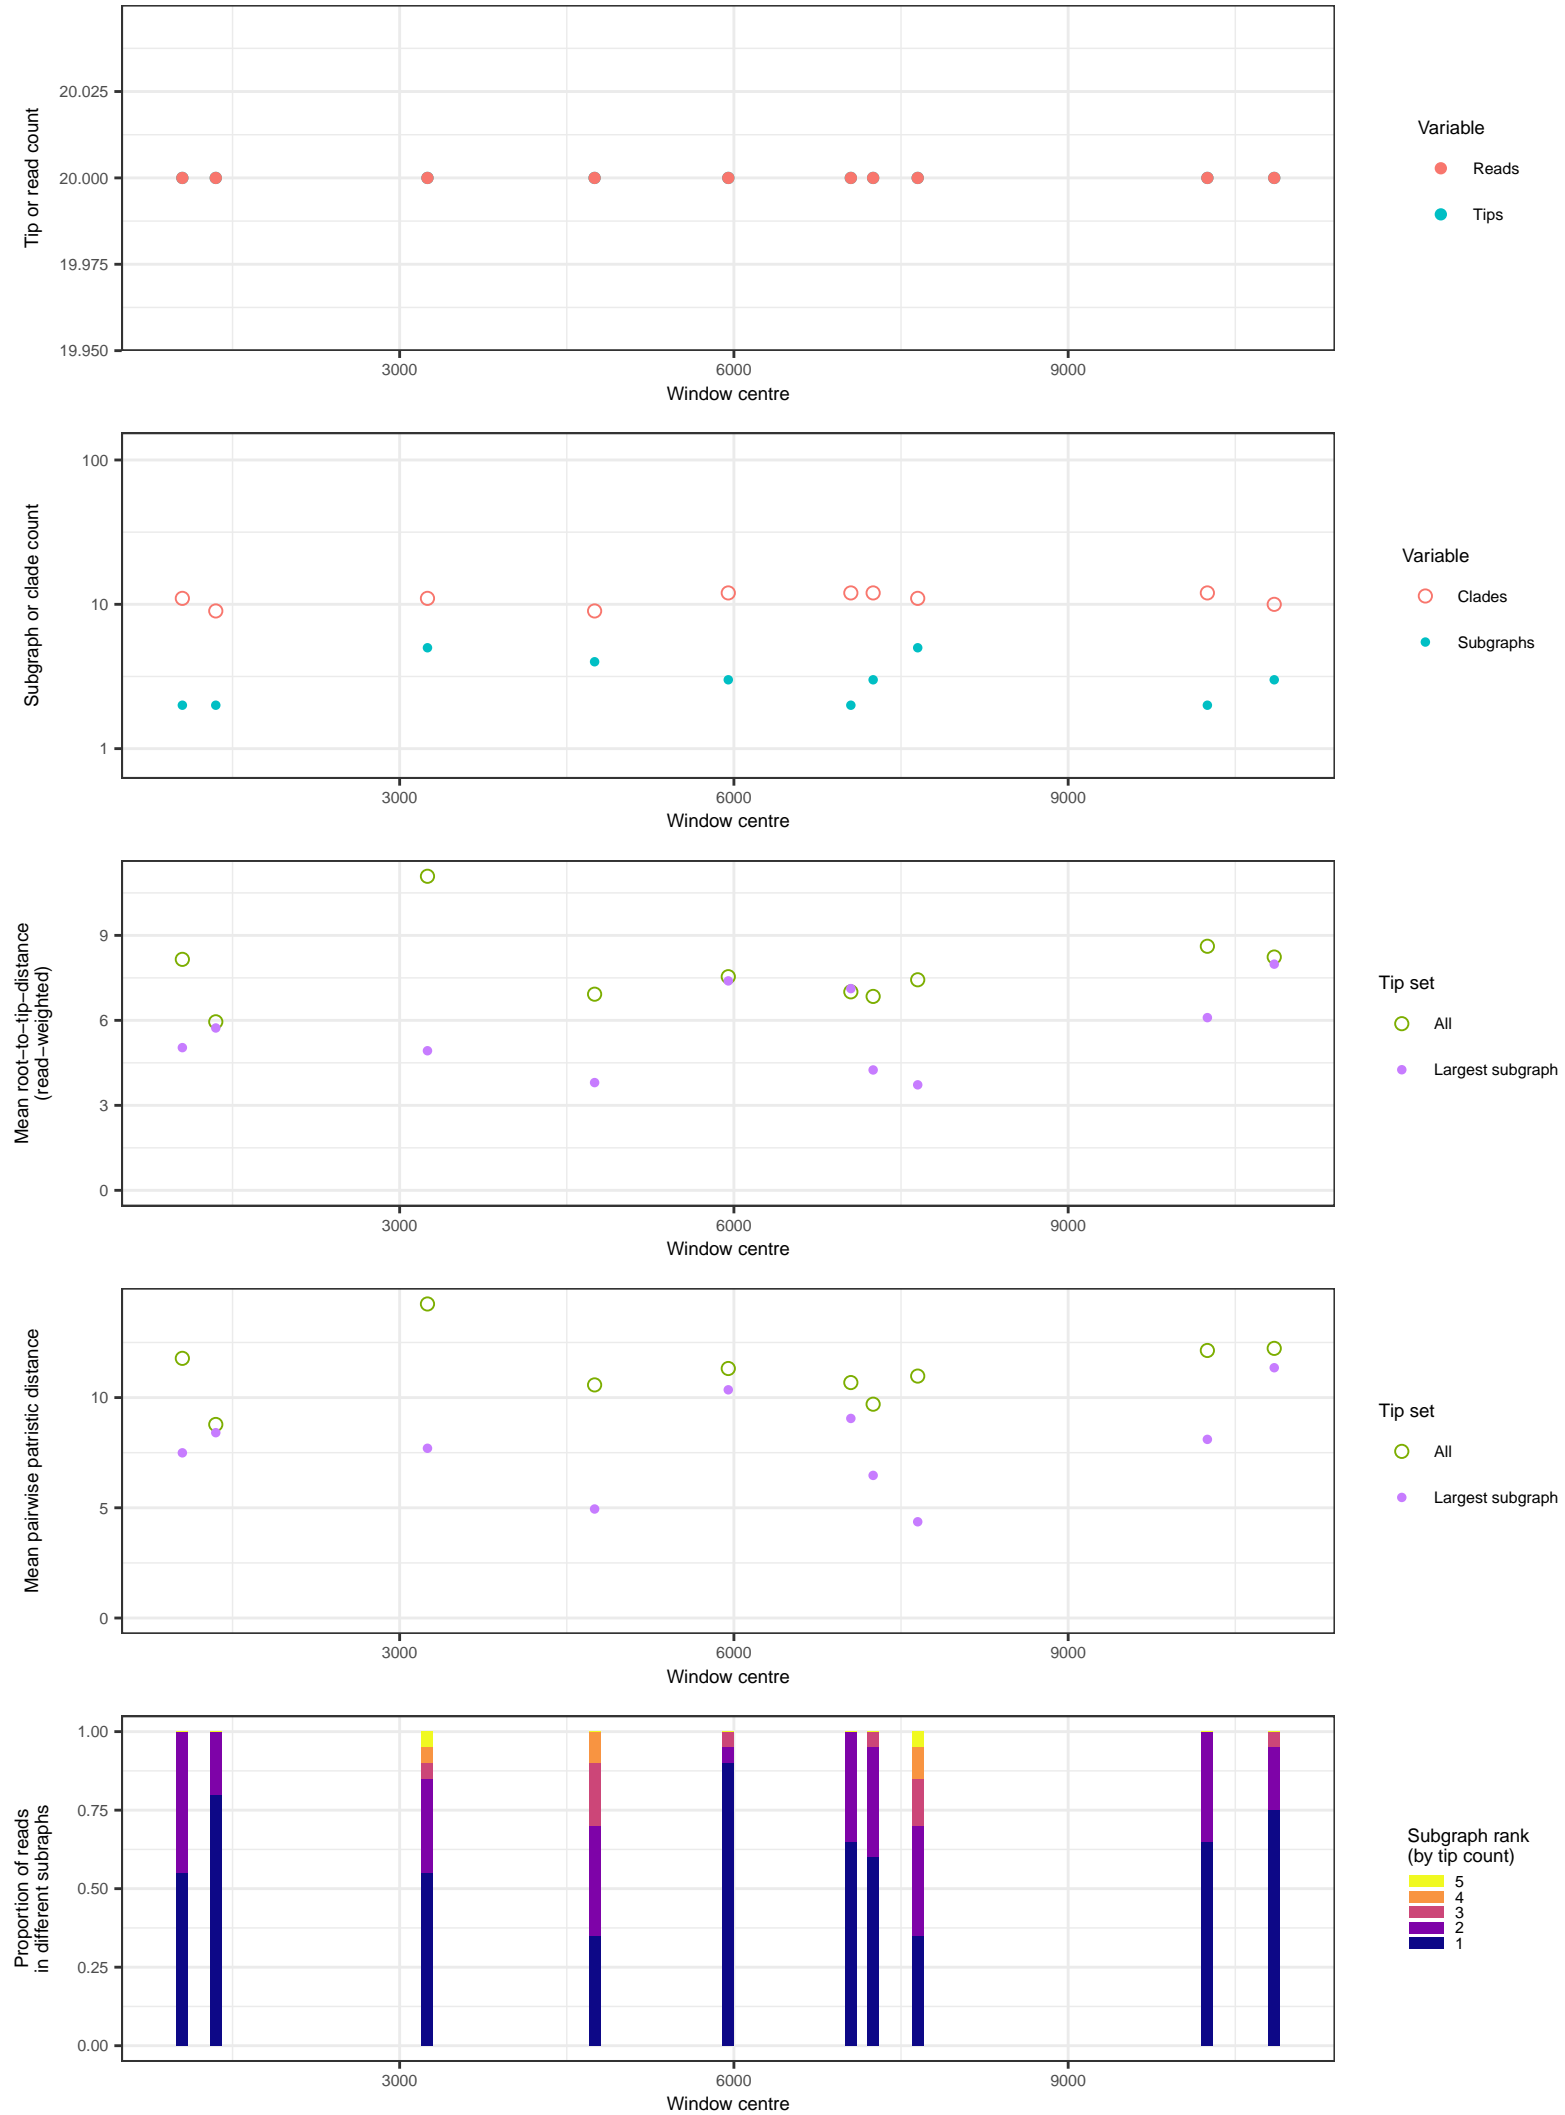 20.025
20.000
19.975
19.950
Tip or read count
3000 6000 9000
Window centre
Variable
Reads
Tips
100
10
1
Subgraph or clade count
3000 6000 9000
Window centre
Variable
Clades
Subgraphs
9
6
3
0
Mean root−to−tip−distance
(read−weighted)
3000 6000 9000
Window centre
Tip set
All
Largest subgraph
10
5
0
Mean pairwise patristic distance
3000 6000 9000
Window centre
Tip set
All
Largest subgraph
1.00
0.75
0.50
0.25
0.00
Proportion of reads
in different subraphs
3000 6000 9000
Window centre
Subgraph rank
(by tip count)
5
4
3
2
1